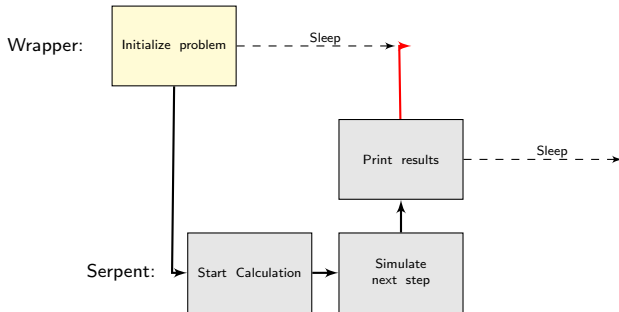 Wrapper:
Initialize problem
Sleep
Print results
Sleep
Serpent:
Start Calculation
Simulate
next step